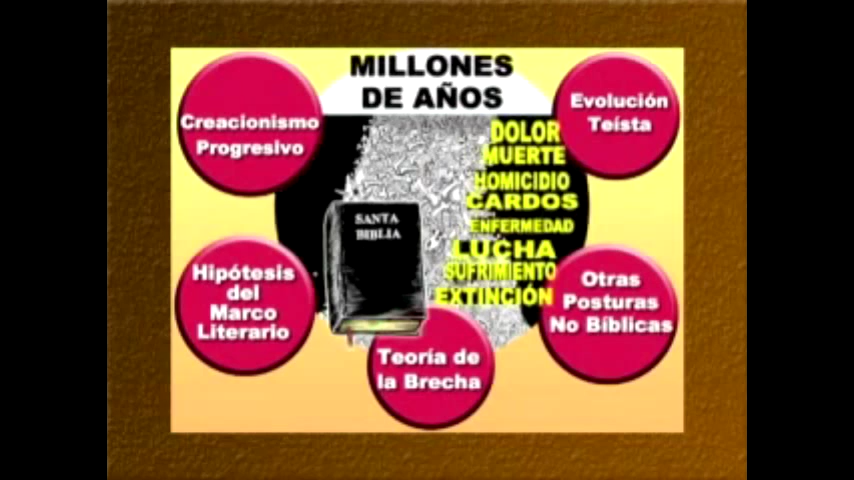 MILLONES
DE AÑOS
Creacionismo
Progresivo
Evolución
Teísta
DOLOR
MUERTE
HOMICIDIO
CARDOS
ENFERMEDAD
LUCHA
SUFRIMIENTO
EXTINCIÓN
SANTA
BIBLIA
Hipótesis
del
Marco
Literario
Otras
Posturas
No Bíblicas
Teoría de
la Brecha